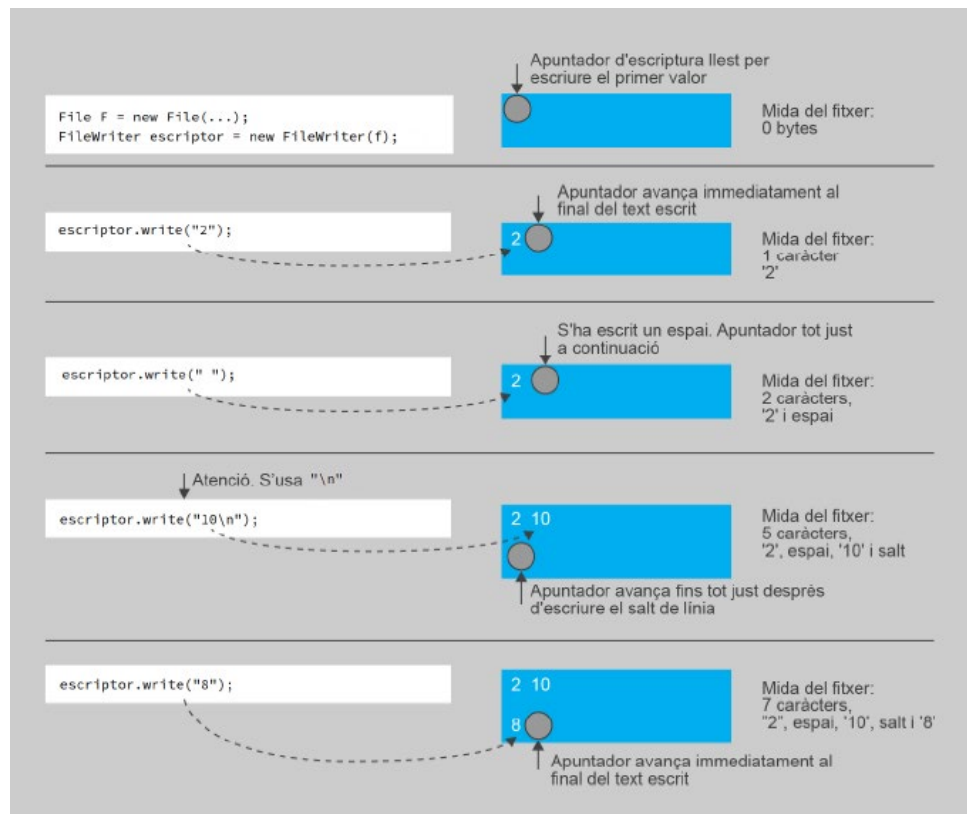 Apuntador d'escriptura llest per
escriure el primer valor
File F = new File(...);
FileWriter escriptor = new FileWriter(f);
Mida del fitxer:
0 bytes
Apuntador avança immediatament al
final del text escrit
escriptor.write("2");
2
Mida del fitxer:
1 caràcter
'2'
S'ha escrit un espai. Apuntador tot just
a continuació
escriptor.write(" ");
2
Mida del fitxer:
2 caràcters,
'2' i espai
Atenció. S'usa "\n"
escriptor.write("10\n");
2 10
Mida del fitxer:
5 caràcters,
'2', espai, '10' i salt
Apuntador avança fins tot just desprès
d'escriure el salt de línia
escriptor.write("8");
2 10
8
Mida del fitxer:
7 caràcters,
"2", espai, '10', salt i '8'
Apuntador avança immediatament al
final del text escrit